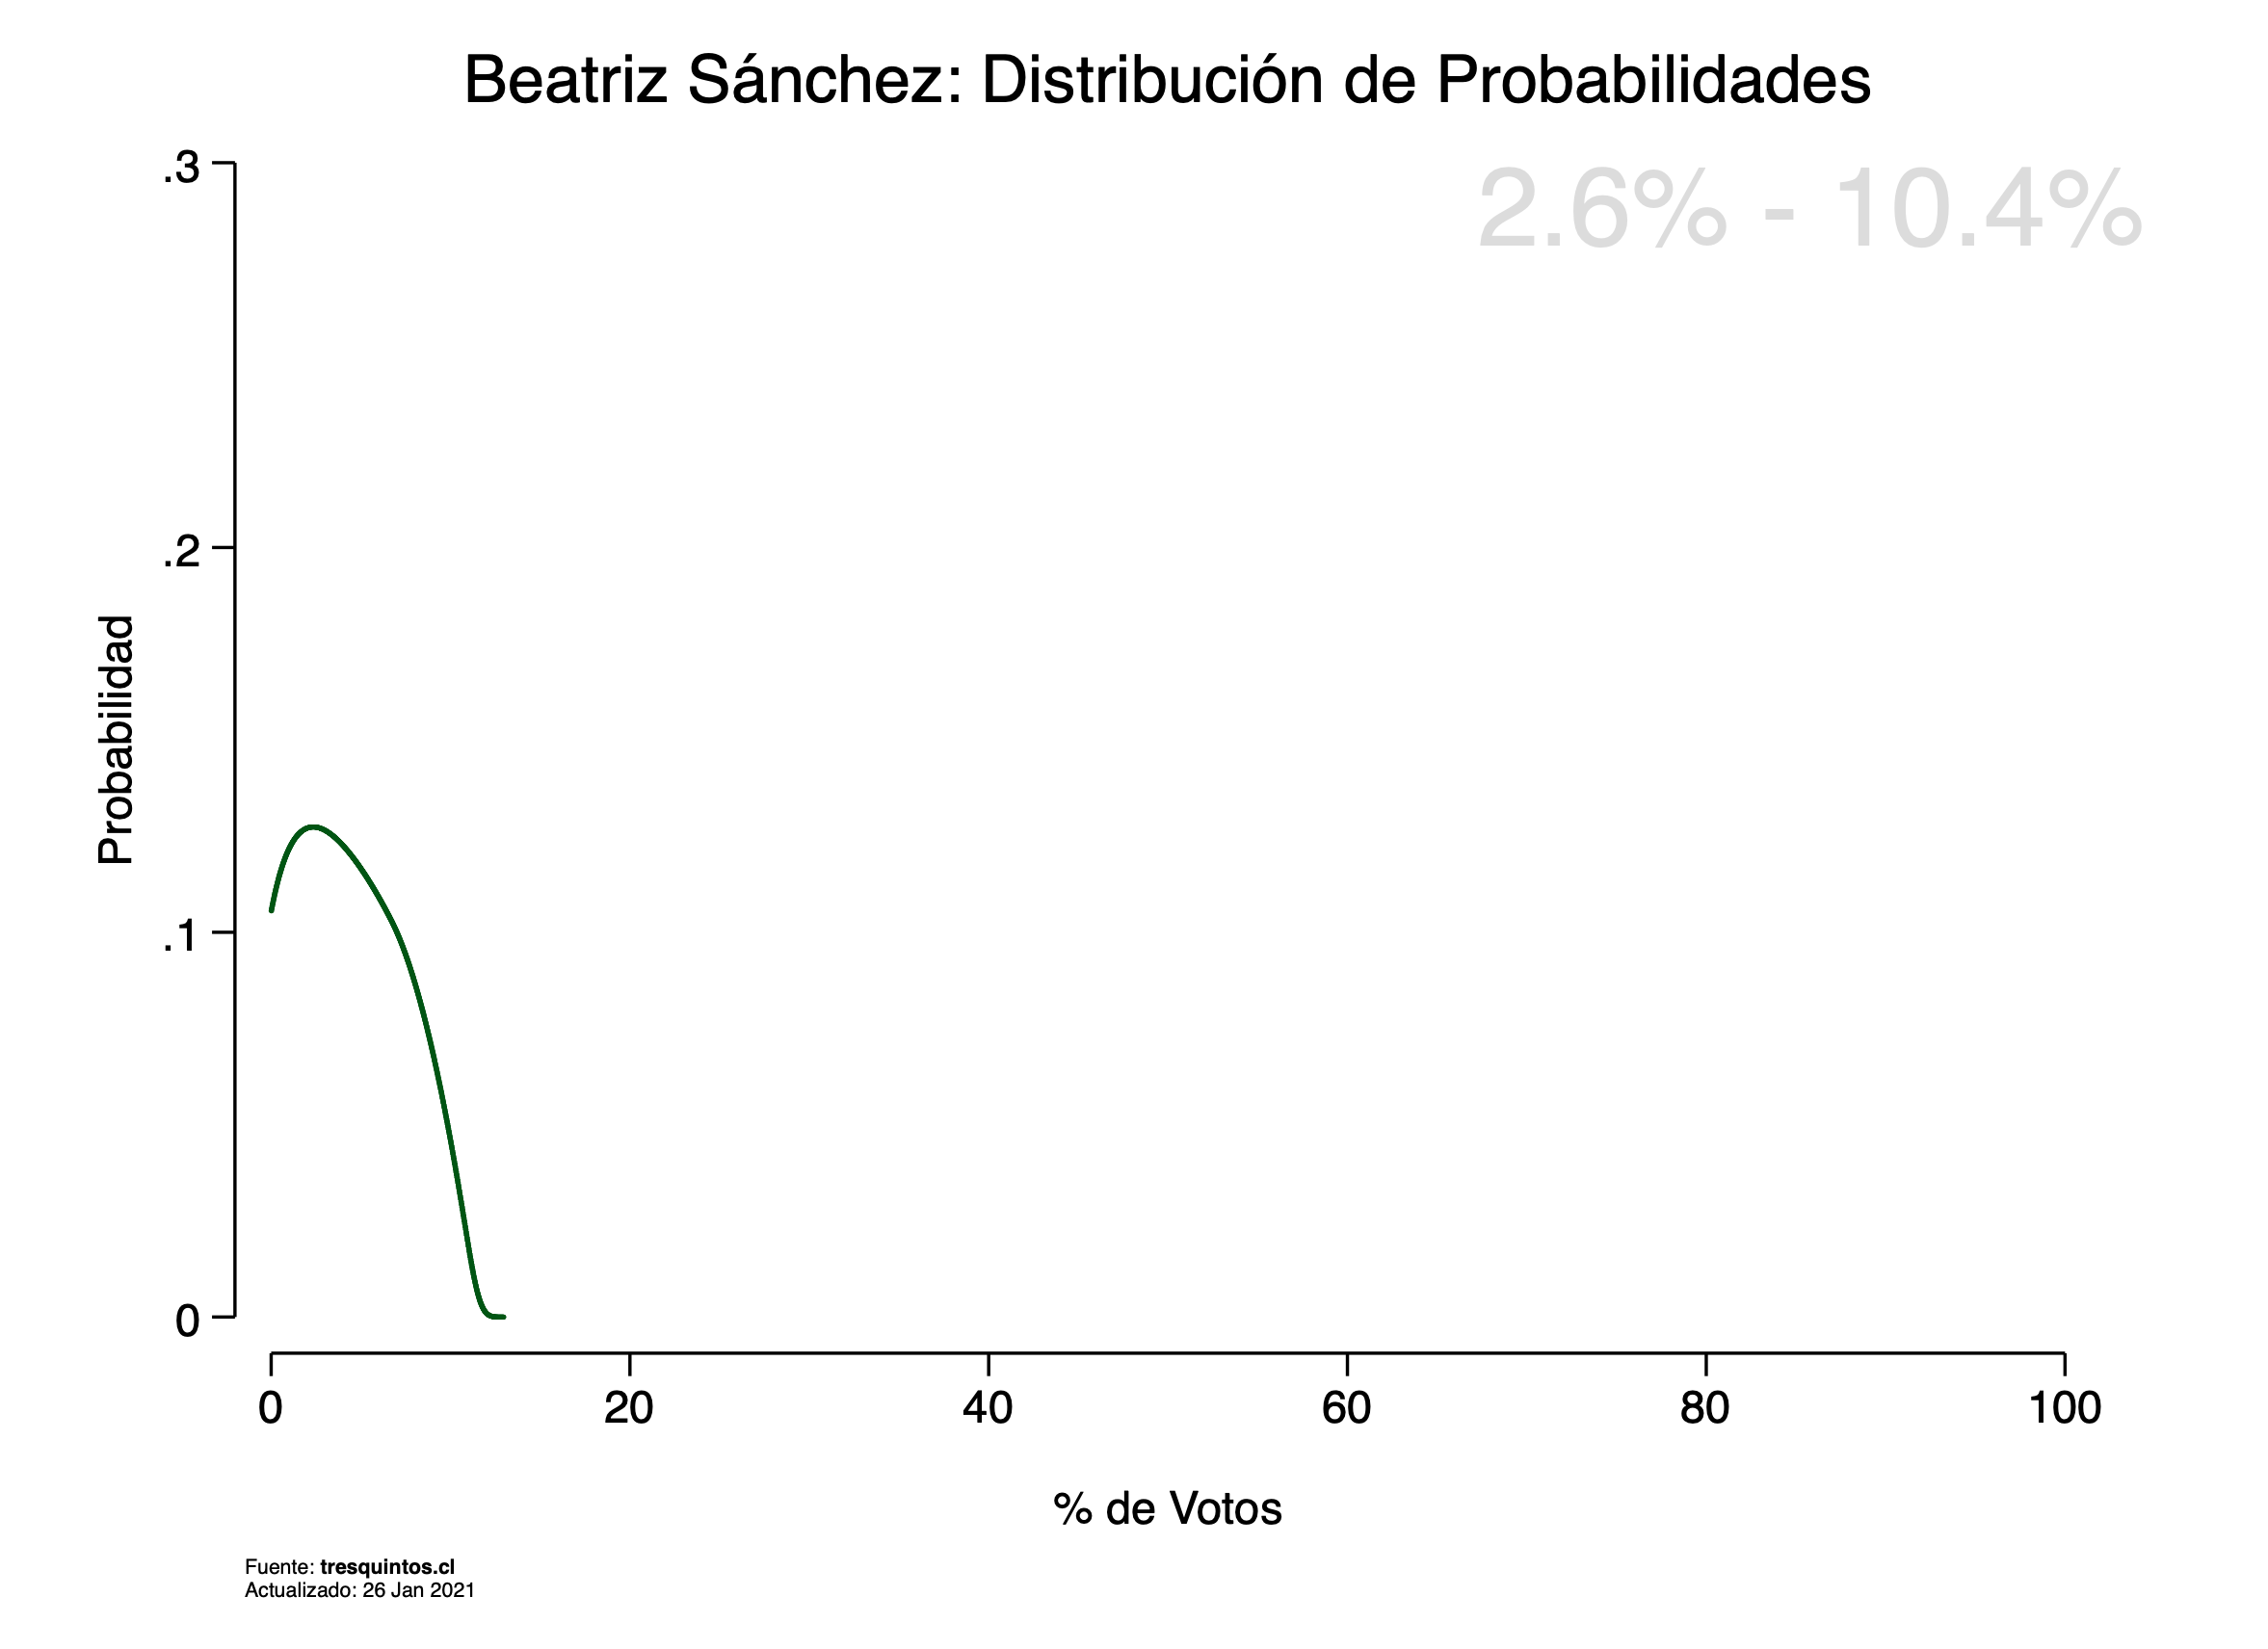 Beatriz Sánchez: Distribución de Probabilidades
2.6% - 10.4%
.3
.2
.1
0
Probabilidad
0 20 40 60 80 100
% de Votos
Fuente: tresquintos.cl
Actualizado: 26 Jan 2021